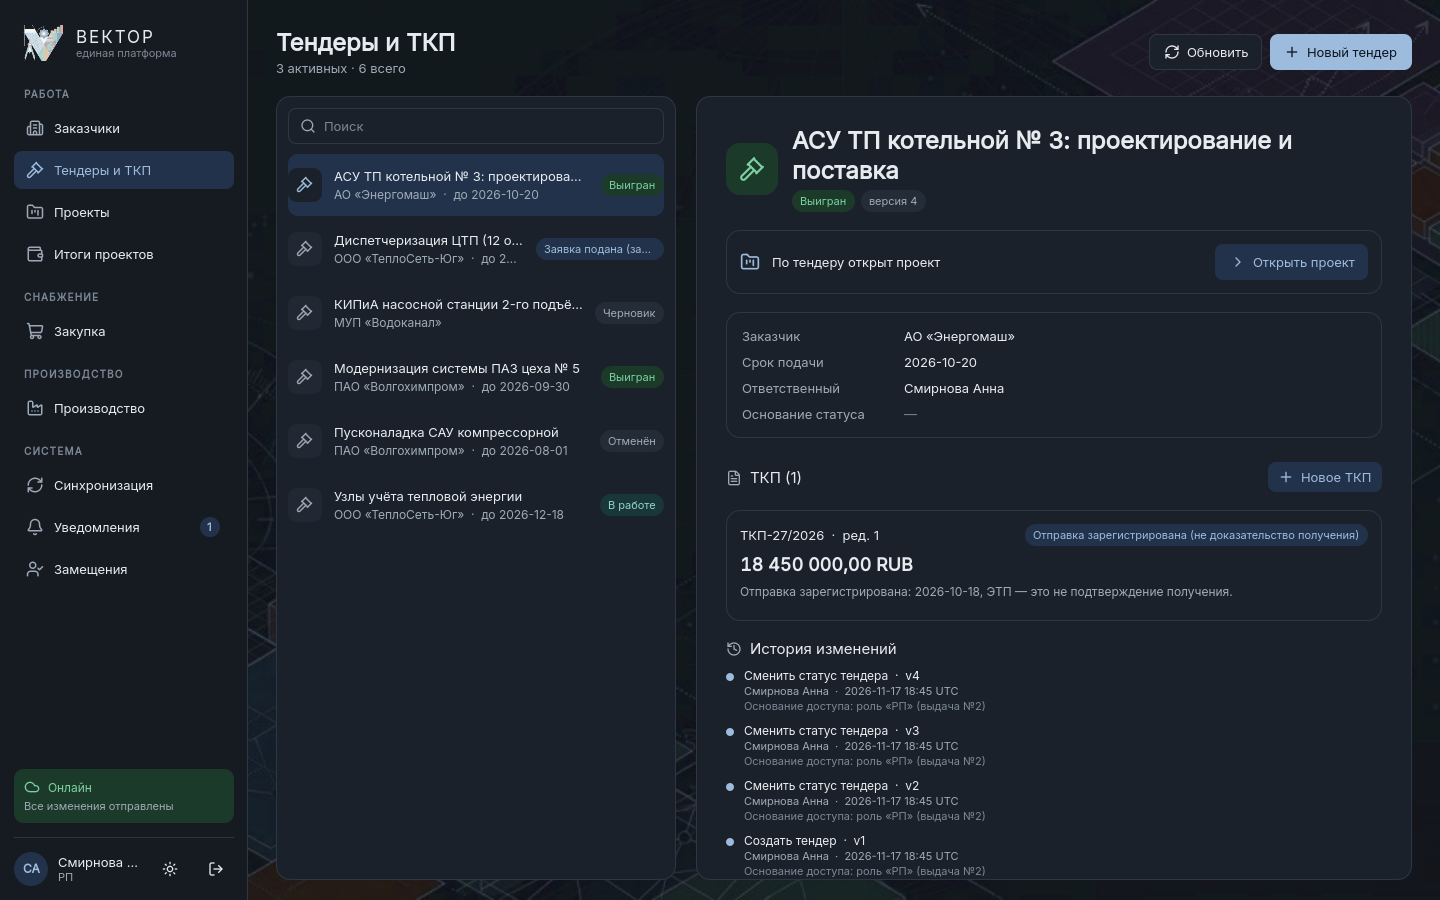 ВЕКТОР
единая платформа
РАБОТА
Заказчики
Тендеры и ТКП
Проекты
Итоги проектов
СНАБЖЕНИЕ
Закупка
ПРОИЗВОДСТВО
Производство
СИСТЕМА
Синхронизация
Уведомления 1
Замещения
Онлайн
Все изменения отправлены
СА
Смирнова ...
РП
Тендеры и ТКП
3 активных · 6 всего
Обновить
Новый тендер
Поиск
АСУ ТП котельной № 3: проектирова...
АО «Энергомаш» · до 2026-10-20
Выигран
Диспетчеризация ЦТП (12 о...
ООО «ТеплоСеть-Юг» · до 2...
Заявка подана (за...
КИПиА насосной станции 2-го подъё...
МУП «Водоканал»
Черновик
Модернизация системы ПАЗ цеха № 5
ПАО «Волгохимпром» · до 2026-09-30
Выигран
Пусконаладка САУ компрессорной
ПАО «Волгохимпром» · до 2026-08-01
Отменён
Узлы учёта тепловой энергии
ООО «ТеплоСеть-Юг» · до 2026-12-18
В работе
АСУ ТП котельной № 3: проектирование и
поставка
Выигран версия 4
По тендеру открыт проект
Открыть проект
Заказчик АО «Энергомаш»
Срок подачи 2026-10-20
Ответственный Смирнова Анна
Основание статуса —
ТКП (1)
Новое ТКП
ТКП-27/2026 · ред. 1
Отправка зарегистрирована (не доказательство получения)
18 450 000,00 RUB
Отправка зарегистрирована: 2026-10-18, ЭТП — это не подтверждение получения.
История изменений
Сменить статус тендера · v4
Смирнова Анна · 2026-11-17 18:45 UTC
Основание доступа: роль «РП» (выдача №2)
Сменить статус тендера · v3
Смирнова Анна · 2026-11-17 18:45 UTC
Основание доступа: роль «РП» (выдача №2)
Сменить статус тендера · v2
Смирнова Анна · 2026-11-17 18:45 UTC
Основание доступа: роль «РП» (выдача №2)
Создать тендер · v1
Смирнова Анна · 2026-11-17 18:45 UTC
Основание доступа: роль «РП» (выдача №2)